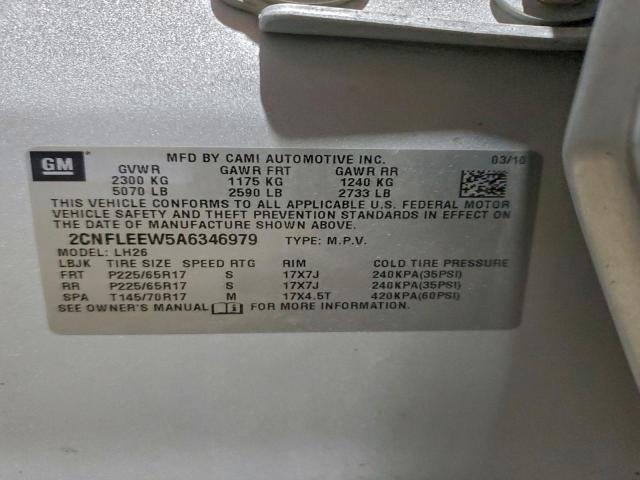 GM
MFD BY CAMI AUTOMOTIVE INC. 03/10
GVWR GAWR FRT GAWR RR
2300 KG 1175 KG 1240 KG
5070 LB 2590 LB 2733 LB
THIS VEHICLE CONFORMS TO ALL APPLICABLE U.S. FEDERAL MOTOR
VEHICLE SAFETY AND THEFT PREVENTION STANDARDS IN EFFECT ON
THE DATE OF MANUFACTURE SHOWN ABOVE.
2CNFLEEW5A6346979 TYPE: M.P.V.
MODEL: LH26
LBJK TIRE SIZE SPEED RTG RIM COLD TIRE PRESSURE
FRT P225/65R17 S 17X7J 240KPA(35PSI)
RR P225/65R17 S 17X7J 240KPA(35PSI)
SPA T145/70R17 M 17X4.5T 420KPA(60PSI)
SEE OWNER'S MANUAL FOR MORE INFORMATION.